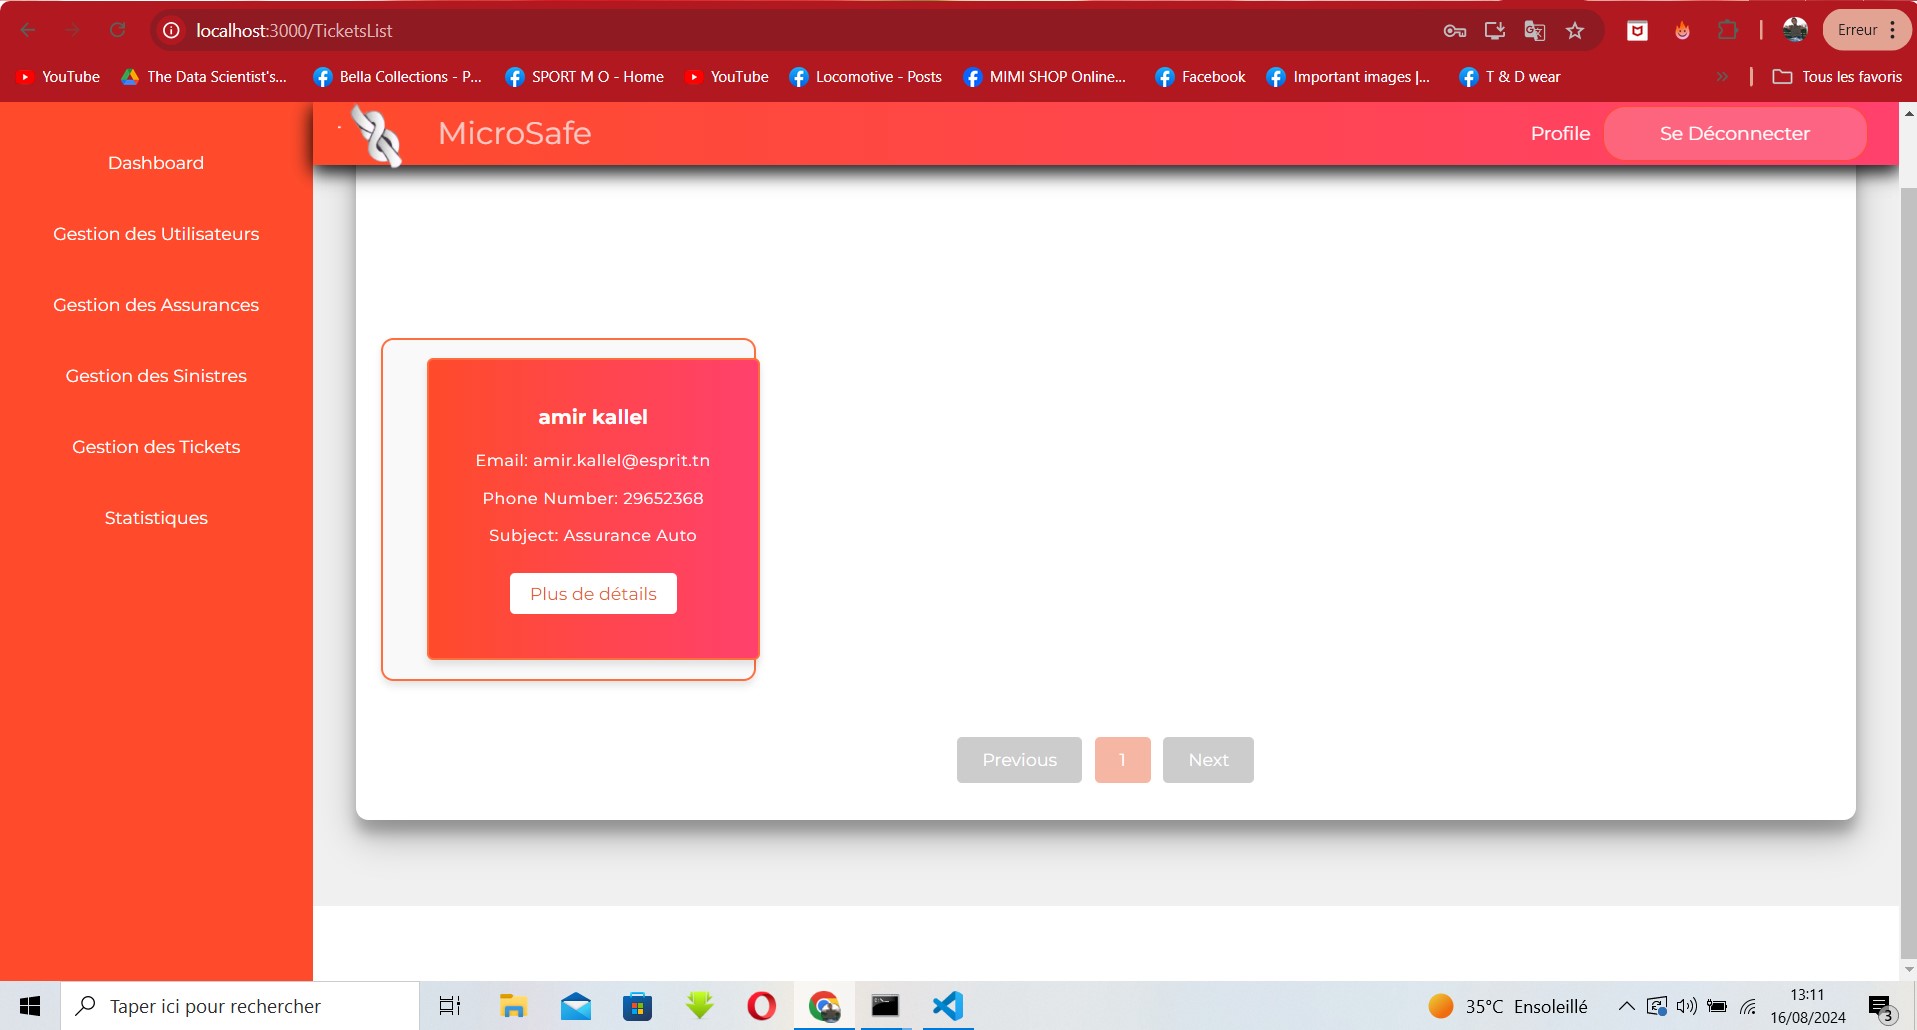 localhost:3000/TicketsList
Erreur
YouTube
The Data Scientist's...
Bella Collections - P...
SPORT M O - Home
YouTube
Locomotive - Posts
MIMI SHOP Online...
Facebook
Important images |...
T & D wear
»
Tous les favoris
MicroSafe
Profile
Se Déconnecter
Dashboard
Gestion des Utilisateurs
Gestion des Assurances
Gestion des Sinistres
Gestion des Tickets
Statistiques
amir kallel
Email: amir.kallel@esprit.tn
Phone Number: 29652368
Subject: Assurance Auto
Plus de détails
Previous
1
Next
Taper ici pour rechercher
35°C Ensoleillé
13:11
16/08/2024
3